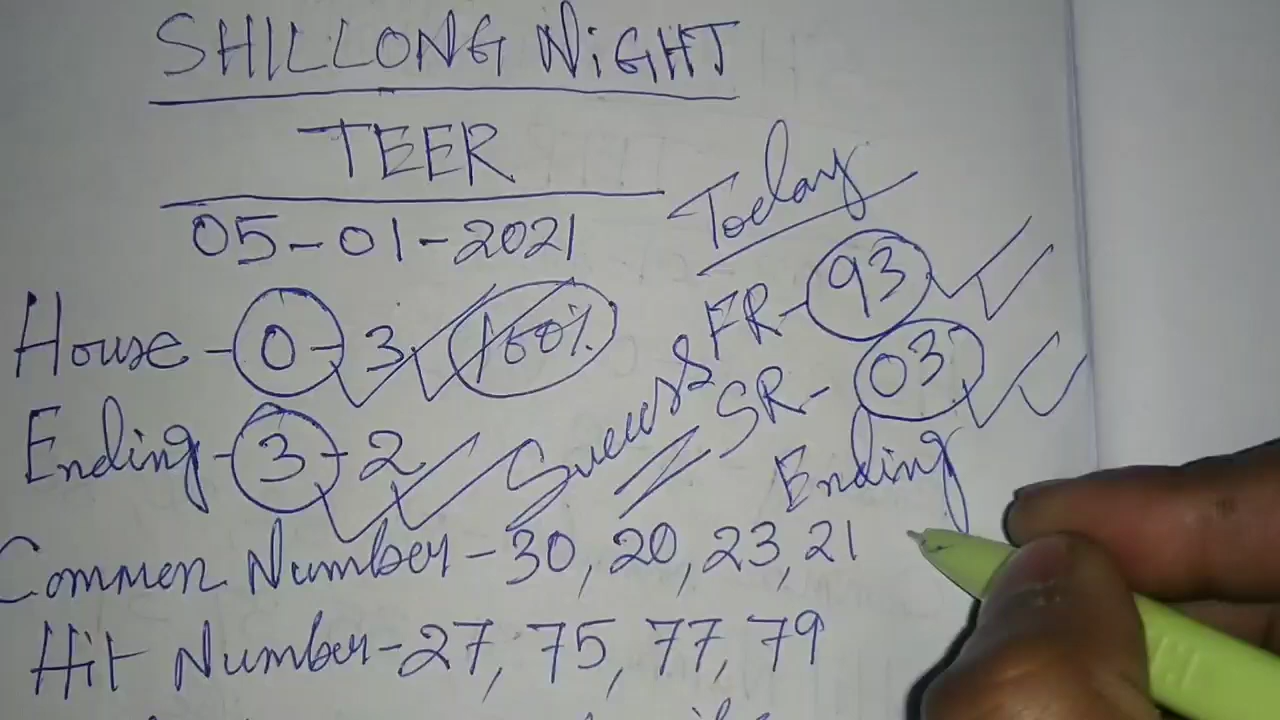 SHILLONG NiGHT
TEER
05-01-2021
Today
House - 0 - 3 100%
FR - 93
Ending - 3 - 2 Success
SR - 03
Ending
Common Number - 30, 20, 23, 21
Hit Number - 27, 75, 77, 79